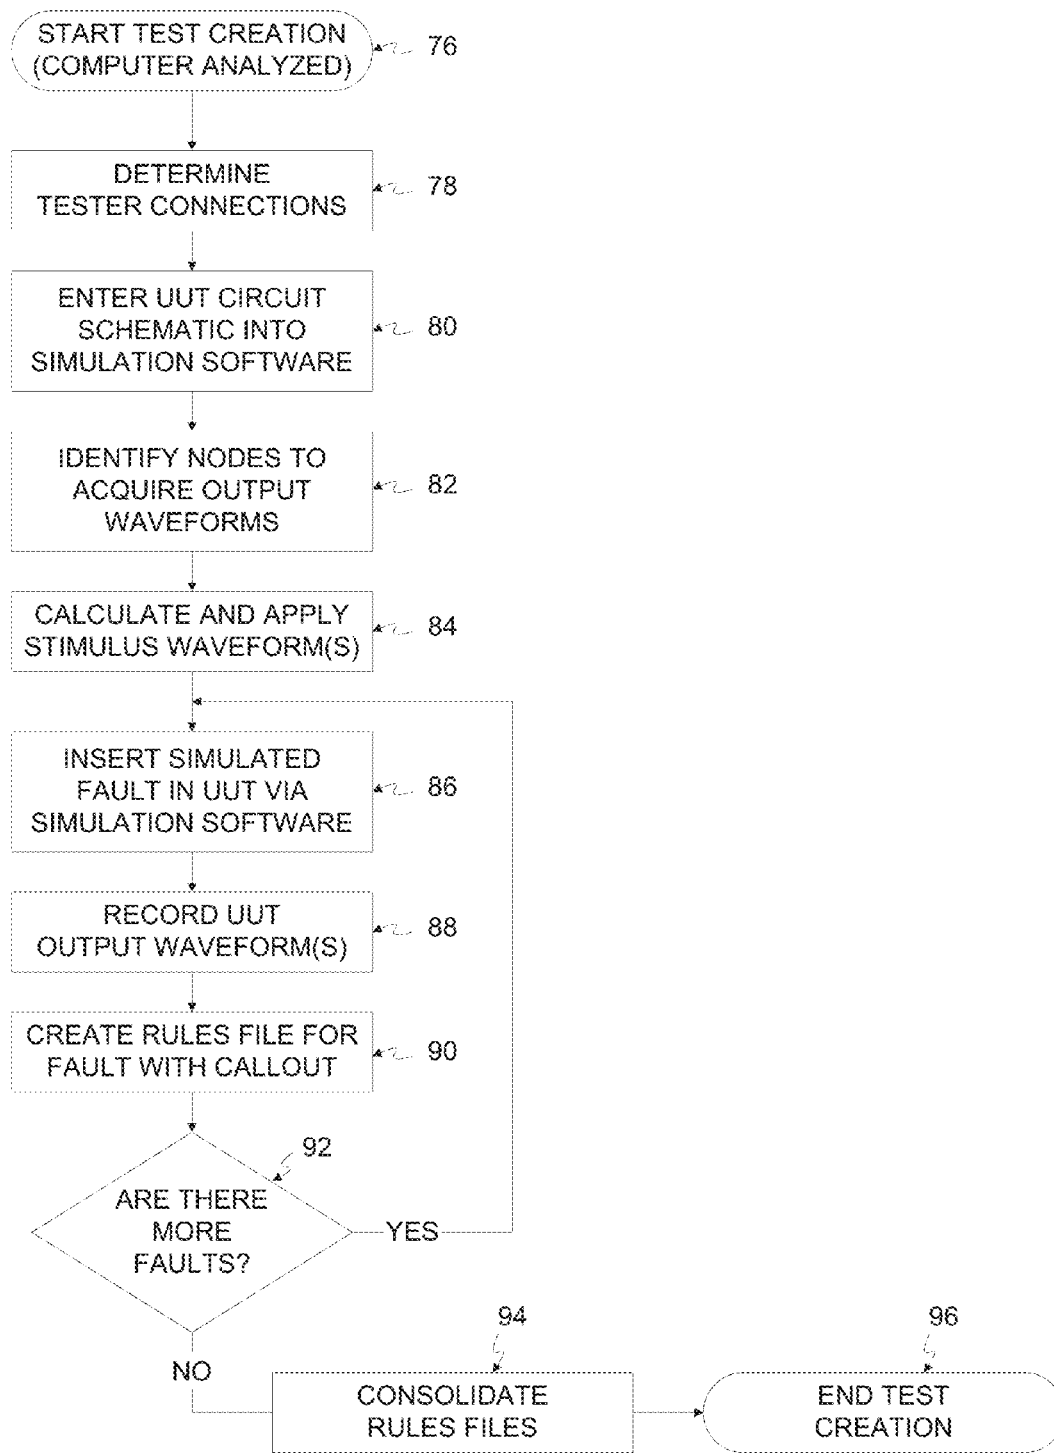 START TEST CREATION
(COMPUTER ANALYZED)
76
DETERMINE
TESTER CONNECTIONS
78
ENTER UUT CIRCUIT
SCHEMATIC INTO
SIMULATION SOFTWARE
80
IDENTIFY NODES TO
ACQUIRE OUTPUT
WAVEFORMS
82
CALCULATE AND APPLY
STIMULUS WAVEFORM(S)
84
INSERT SIMULATED
FAULT IN UUT VIA
SIMULATION SOFTWARE
86
RECORD UUT
OUTPUT WAVEFORM(S)
88
CREATE RULES FILE FOR
FAULT WITH CALLOUT
90
92
ARE THERE
MORE
FAULTS?
YES
NO
94
CONSOLIDATE
RULES FILES
96
END TEST
CREATION